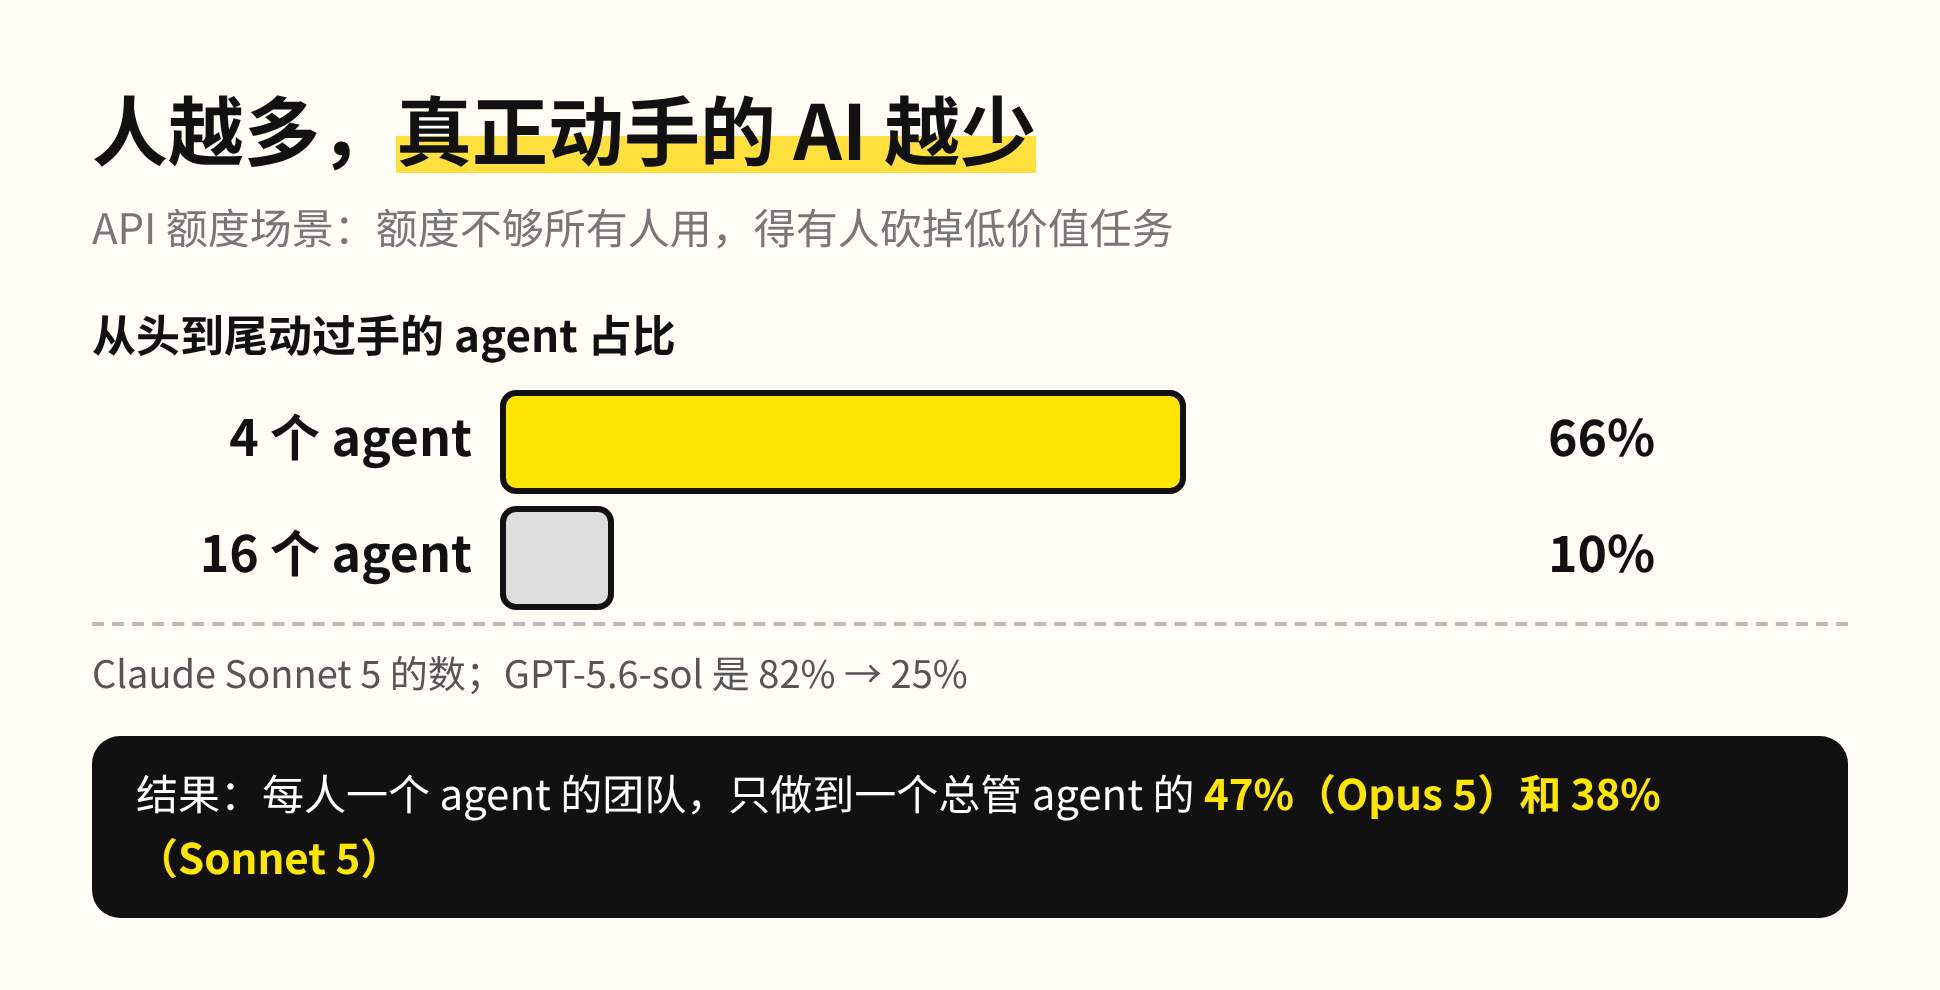 人越多，真正动手的 AI 越少
API 额度场景：额度不够所有人用，得有人砍掉低价值任务
从头到尾动过手的 agent 占比
4 个 agent 66%
16 个 agent 10%
Claude Sonnet 5 的数；GPT-5.6-sol 是 82% → 25%
结果：每人一个 agent 的团队，只做到一个总管 agent 的 47%（Opus 5）和 38%
（Sonnet 5）